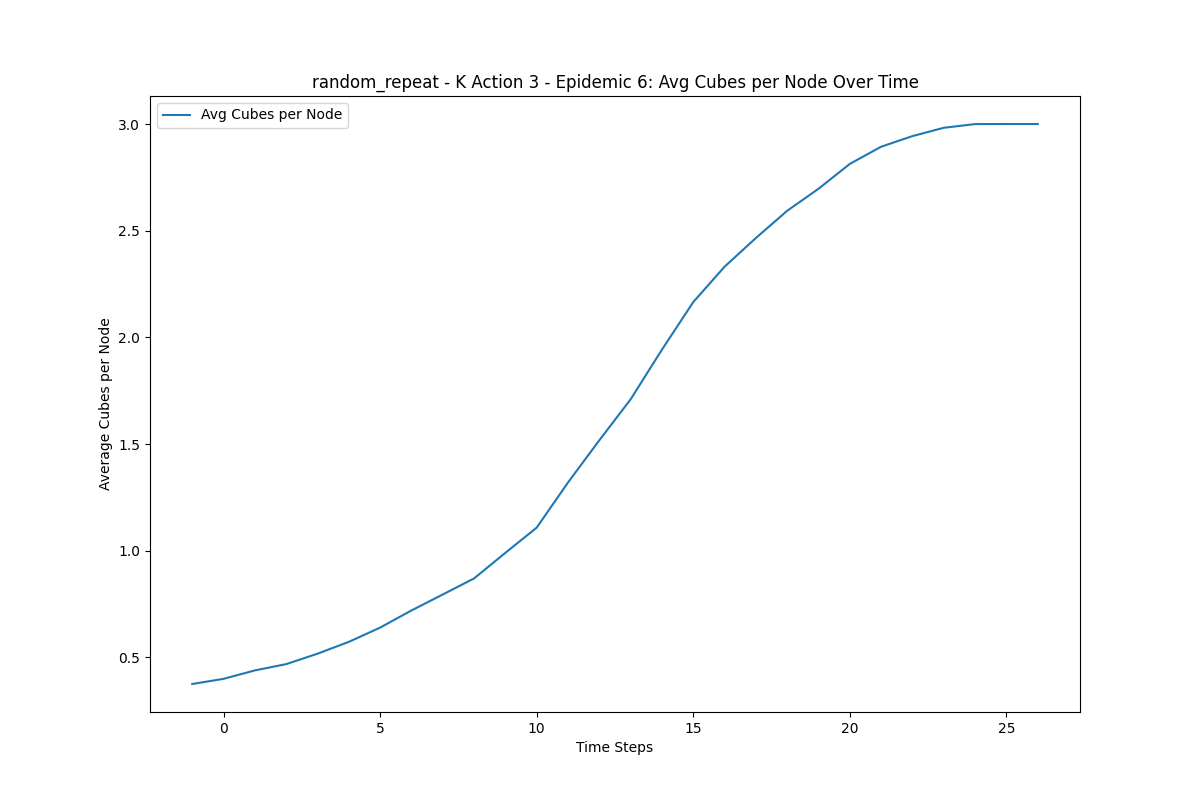 random_repeat - K Action 3 - Epidemic 6: Avg Cubes per Node Over Time
Avg Cubes per Node
3.0
2.5
2.0
1.5
1.0
0.5
Average Cubes per Node
0 5 10 15 20 25
Time Steps